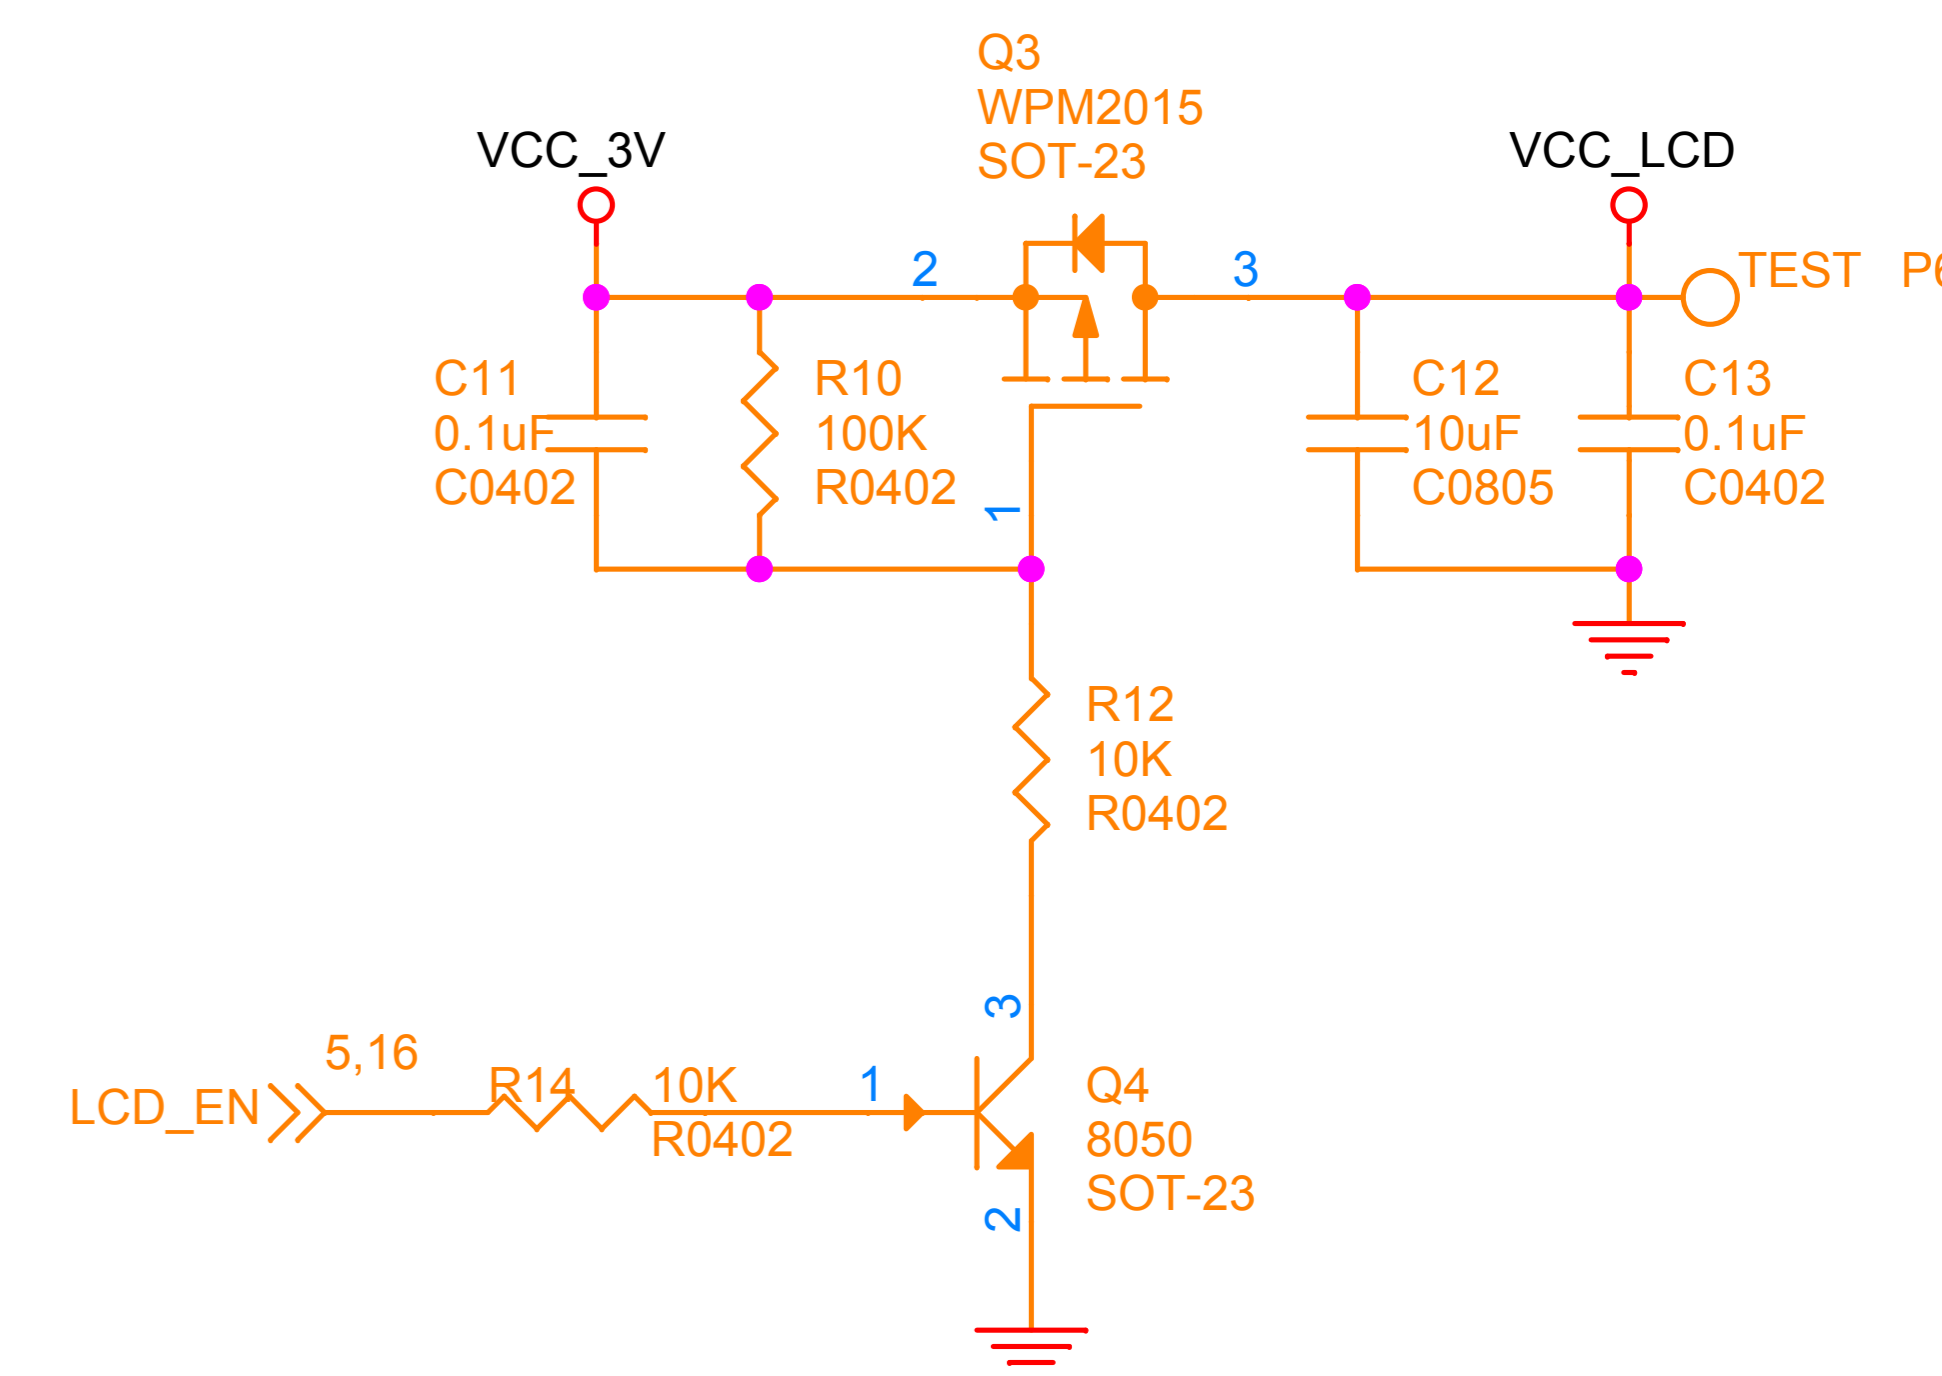 Q3
WPM2015
SOT-23
VCC_3V
VCC_LCD
2
3
TEST P6
C11
0.1uF
C0402
R10
100K
R0402
1
C12
10uF
C0805
C13
0.1uF
C0402
R12
10K
R0402
3
5,16
LCD_EN
R14
10K
R0402
1
Q4
8050
SOT-23
2